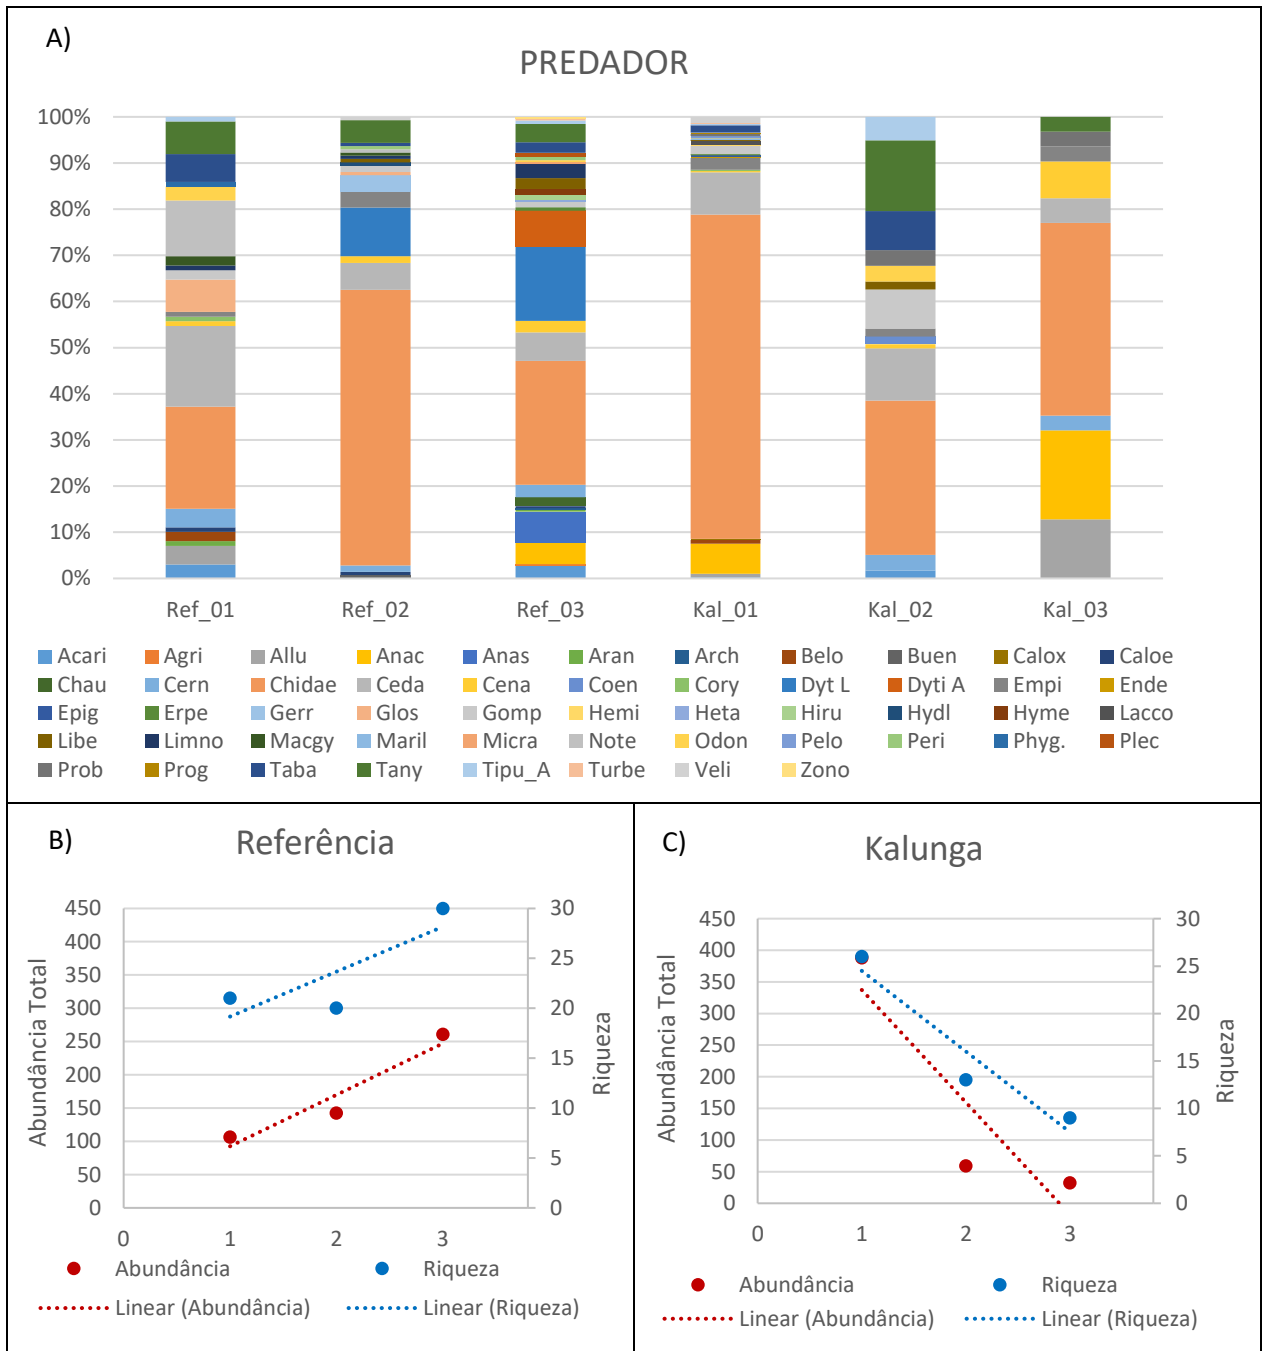 A)
PREDADOR
100%
90%
80%
70%
60%
50%
40%
30%
20%
10%
0%
Ref_01 Ref_02 Ref_03 Kal_01 Kal_02 Kal_03
Acari Agri Allu Anac Anas Aran Arch Belo Buen Calox Caloe
Chau Cern Chidae Ceda Cena Coen Cory Dyt L Dyti A Empi Ende
Epig Erpe Gerr Glos Gomp Hemi Heta Hiru Hydl Hyme Lacco
Libe Limno Macgy Maril Micra Note Odon Pelo Peri Phyg. Plec
Prob Prog Taba Tany Tipu_A Turbe Veli Zono
B)
Referência
Abundância Total
450
400
350
300
250
200
150
100
50
0
30
25
20
15
10
5
0
Riqueza
0 1 2 3
Abundância Riqueza
Linear (Abundância) Linear (Riqueza)
C)
Kalunga
Abundância Total
450
400
350
300
250
200
150
100
50
0
30
25
20
15
10
5
0
Riqueza
0 1 2 3
Abundância Riqueza
Linear (Abundância) Linear (Riqueza)